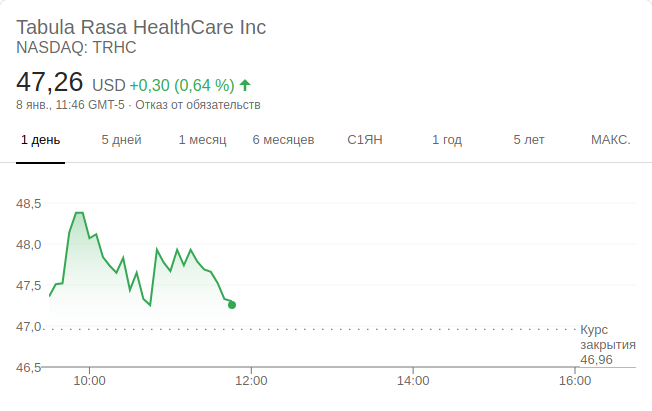 Tabula Rasa HealthCare Inc
NASDAQ: TRHC
47,26 USD +0,30 (0,64 %)
8 янв., 11:46 GMT-5 · Отказ от обязательств
1 день 5 дней 1 месяц 6 месяцев С1ЯН 1 год 5 лет МАКС.
48,5
48,0
47,5
47,0
Курс
закрытия
46,96
46,5
10:00 12:00 14:00 16:00